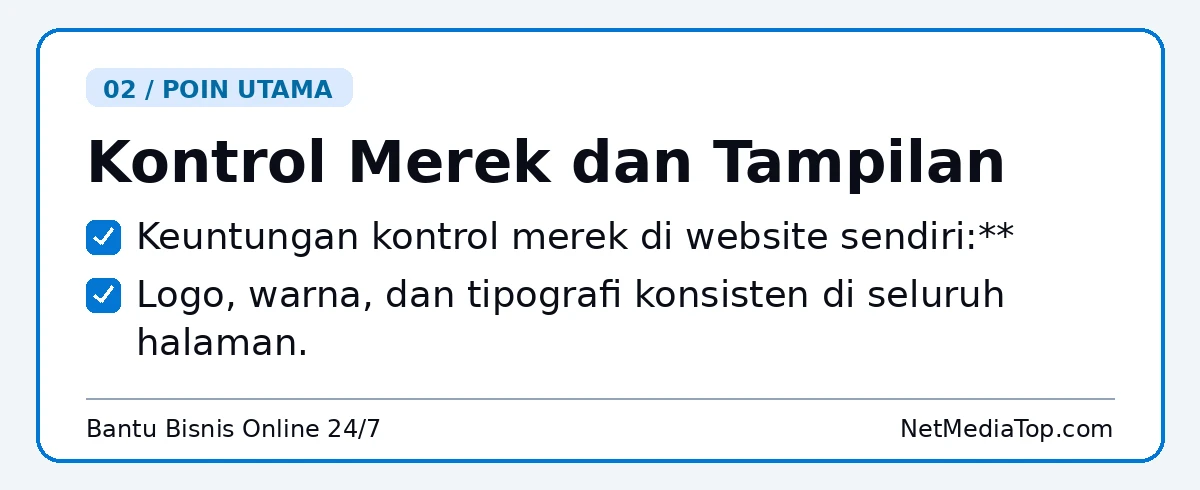 02 / POIN UTAMA
Kontrol Merek dan Tampilan
Keuntungan kontrol merek di website sendiri:**
Logo, warna, dan tipografi konsisten di seluruh
halaman.
Bantu Bisnis Online 24/7
NetMediaTop.com